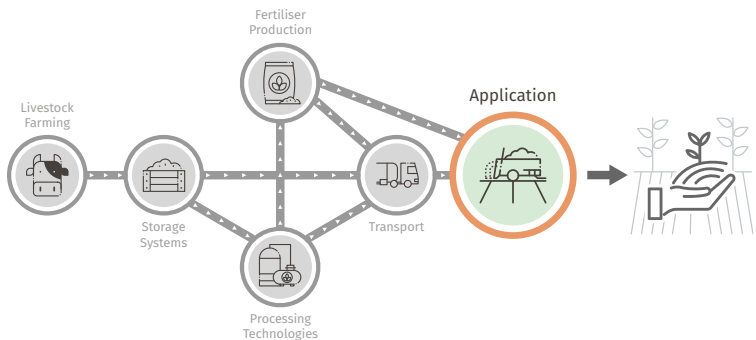 Fertiliser
Production
Application
Livestock
Farming
Storage
Systems
Transport
Processing
Technologies